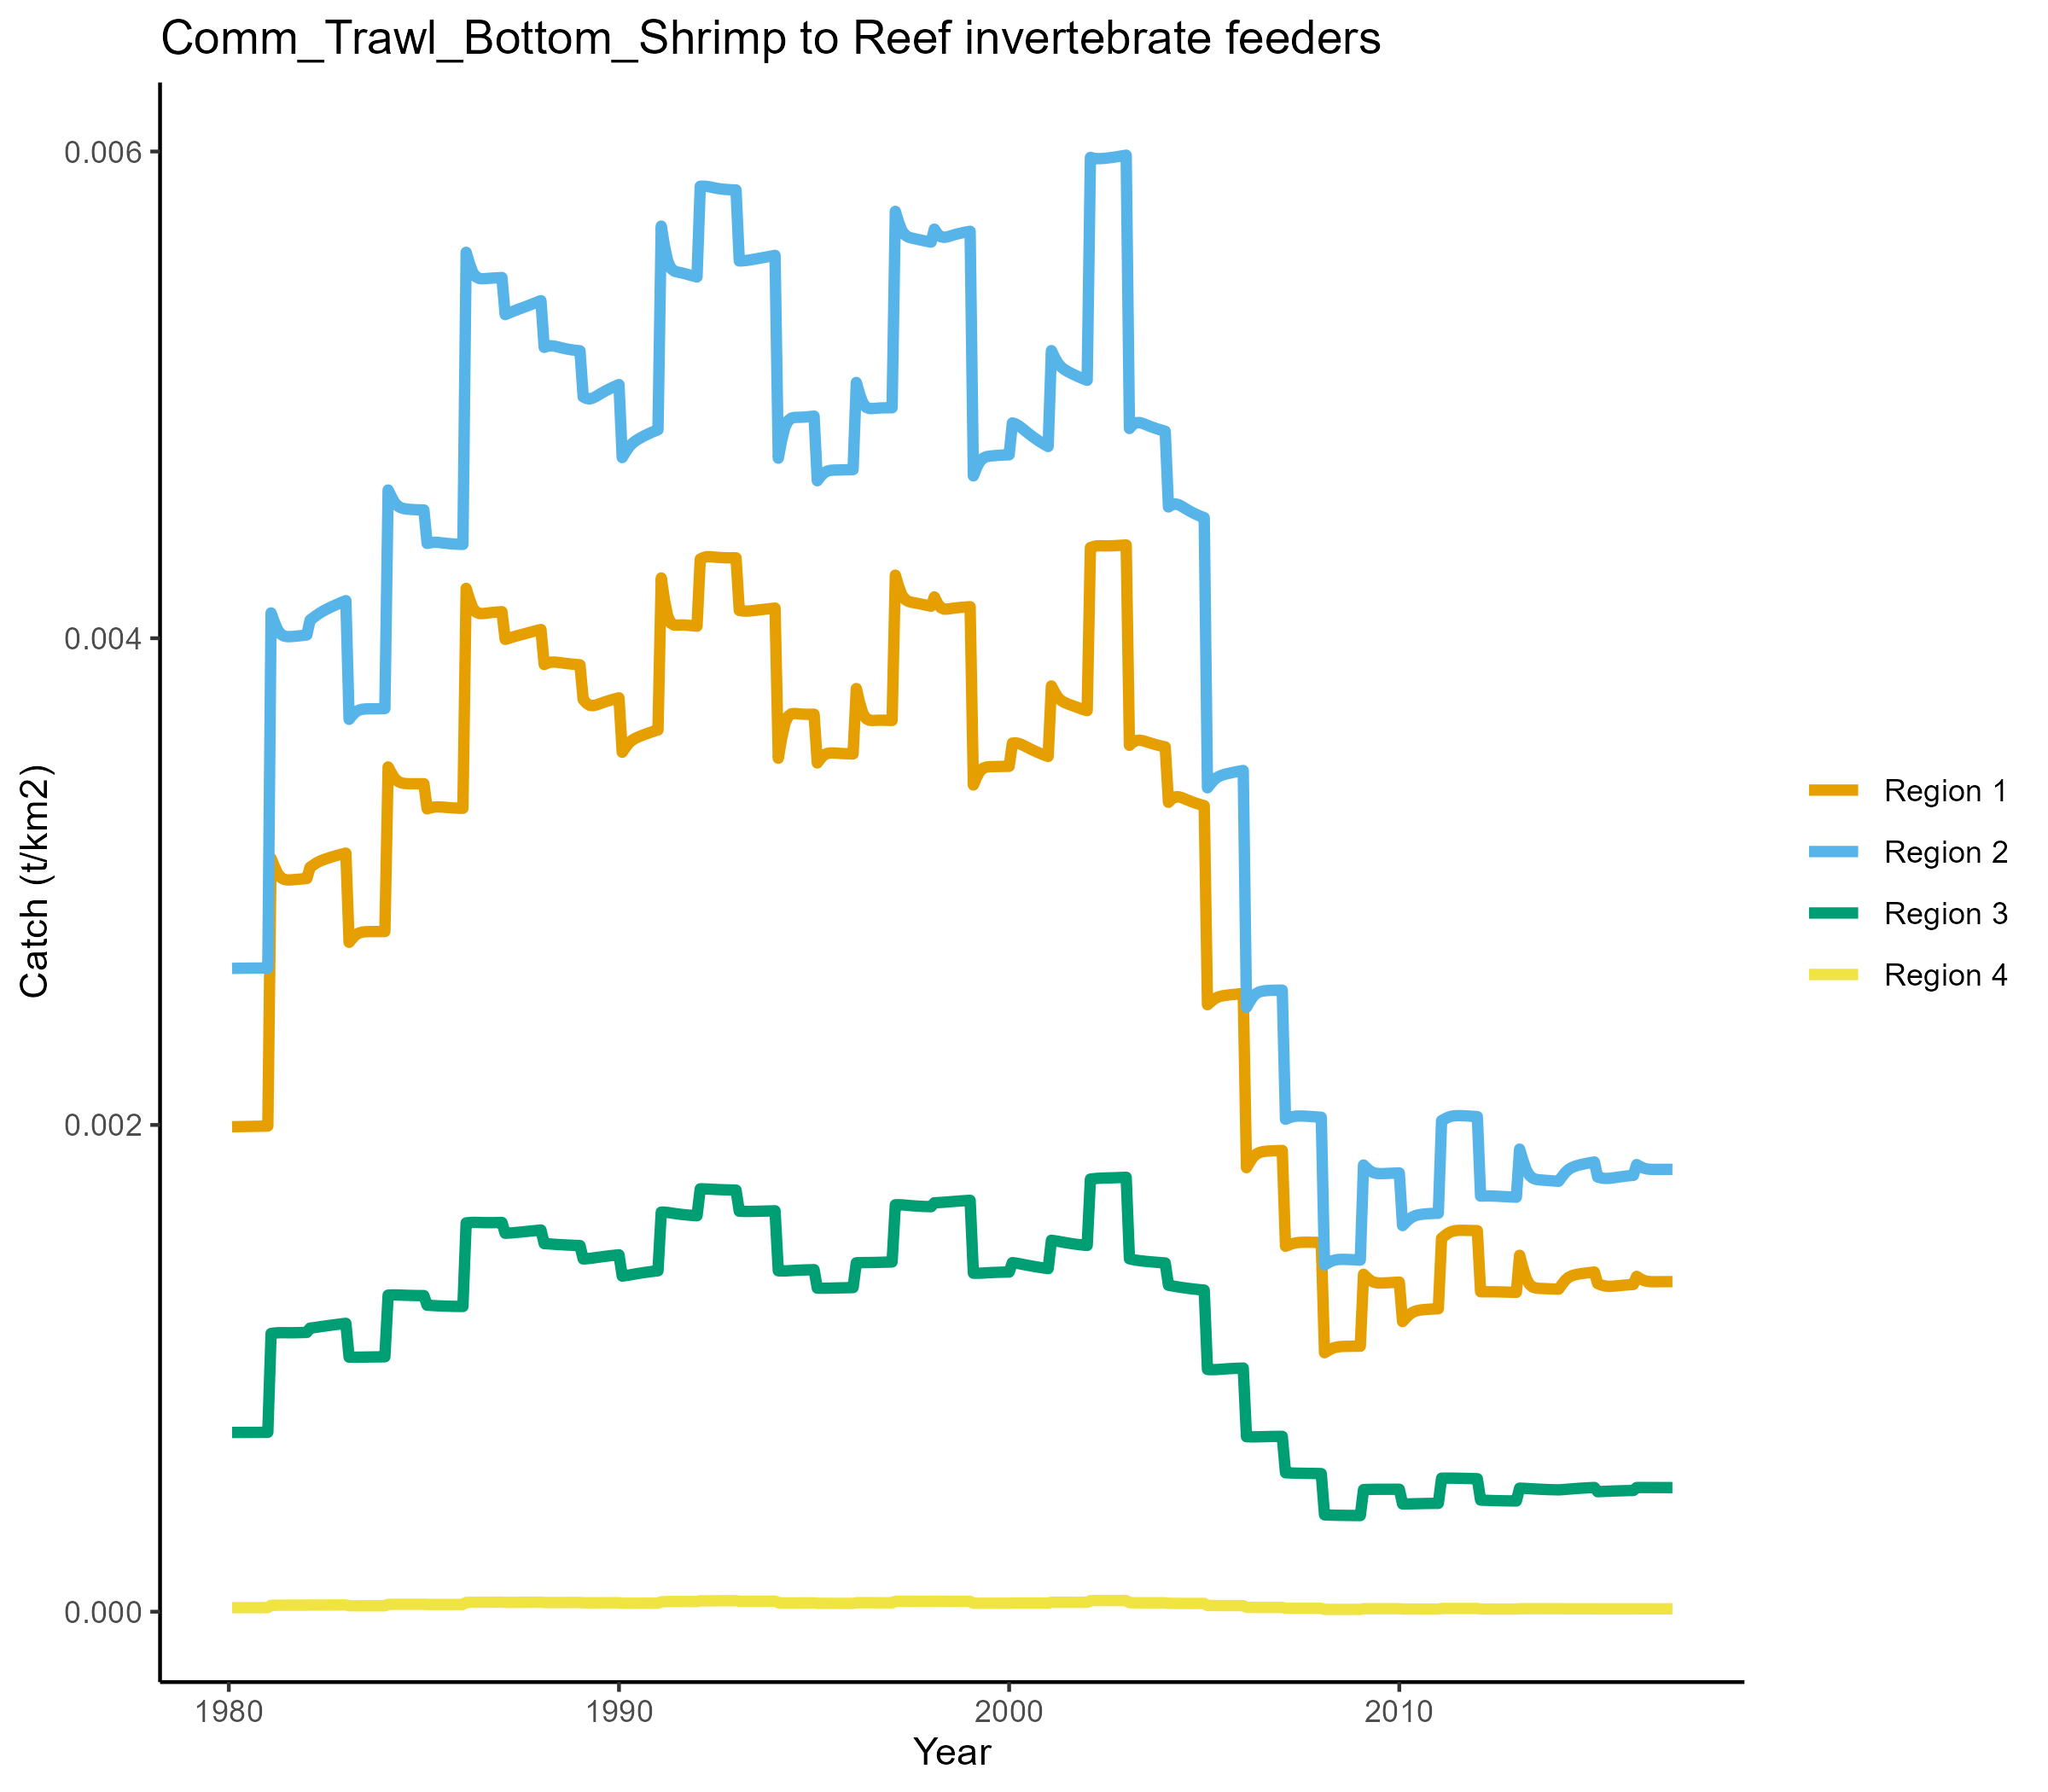 Comm_Trawl_Bottom_Shrimp to Reef invertebrate feeders
0.006
0.004
0.002
0.000
Catch (t/km2)
1980 1990 2000 2010
Year
Region 1
Region 2
Region 3
Region 4